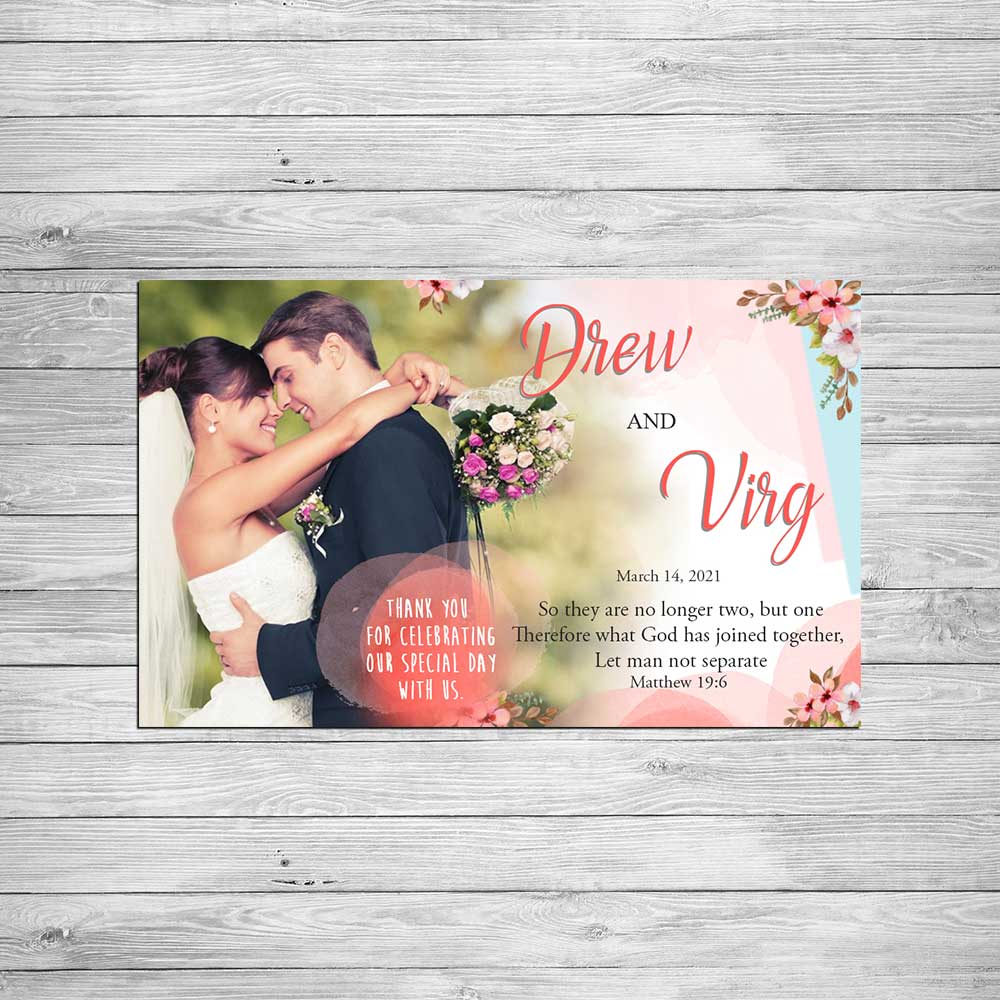 Drew
AND
Virg
March 14, 2021
So they are no longer two, but one
Therefore what God has joined together,
Let man not separate
Matthew 19:6
THANK YOU
FOR CELEBRATING
OUR SPECIAL DAY
WITH US.